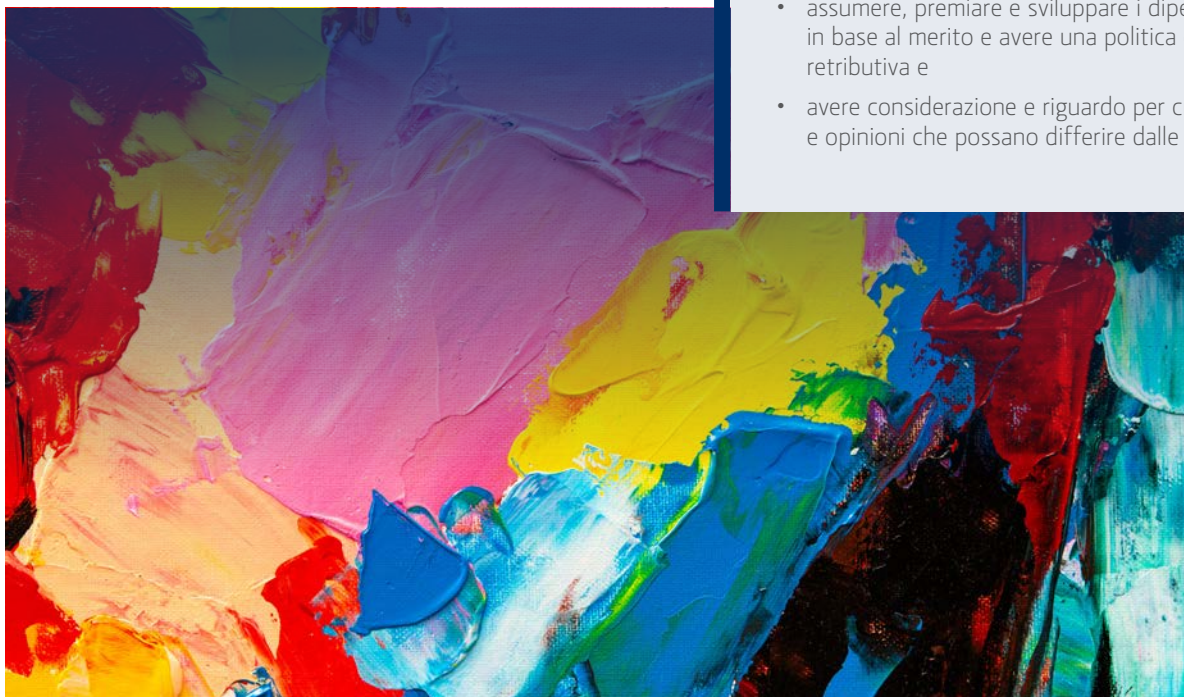 • assumere, premiare e sviluppare i dipe
in base al merito e avere una politica
retributiva e
• avere considerazione e riguardo per c
e opinioni che possano differire dalle